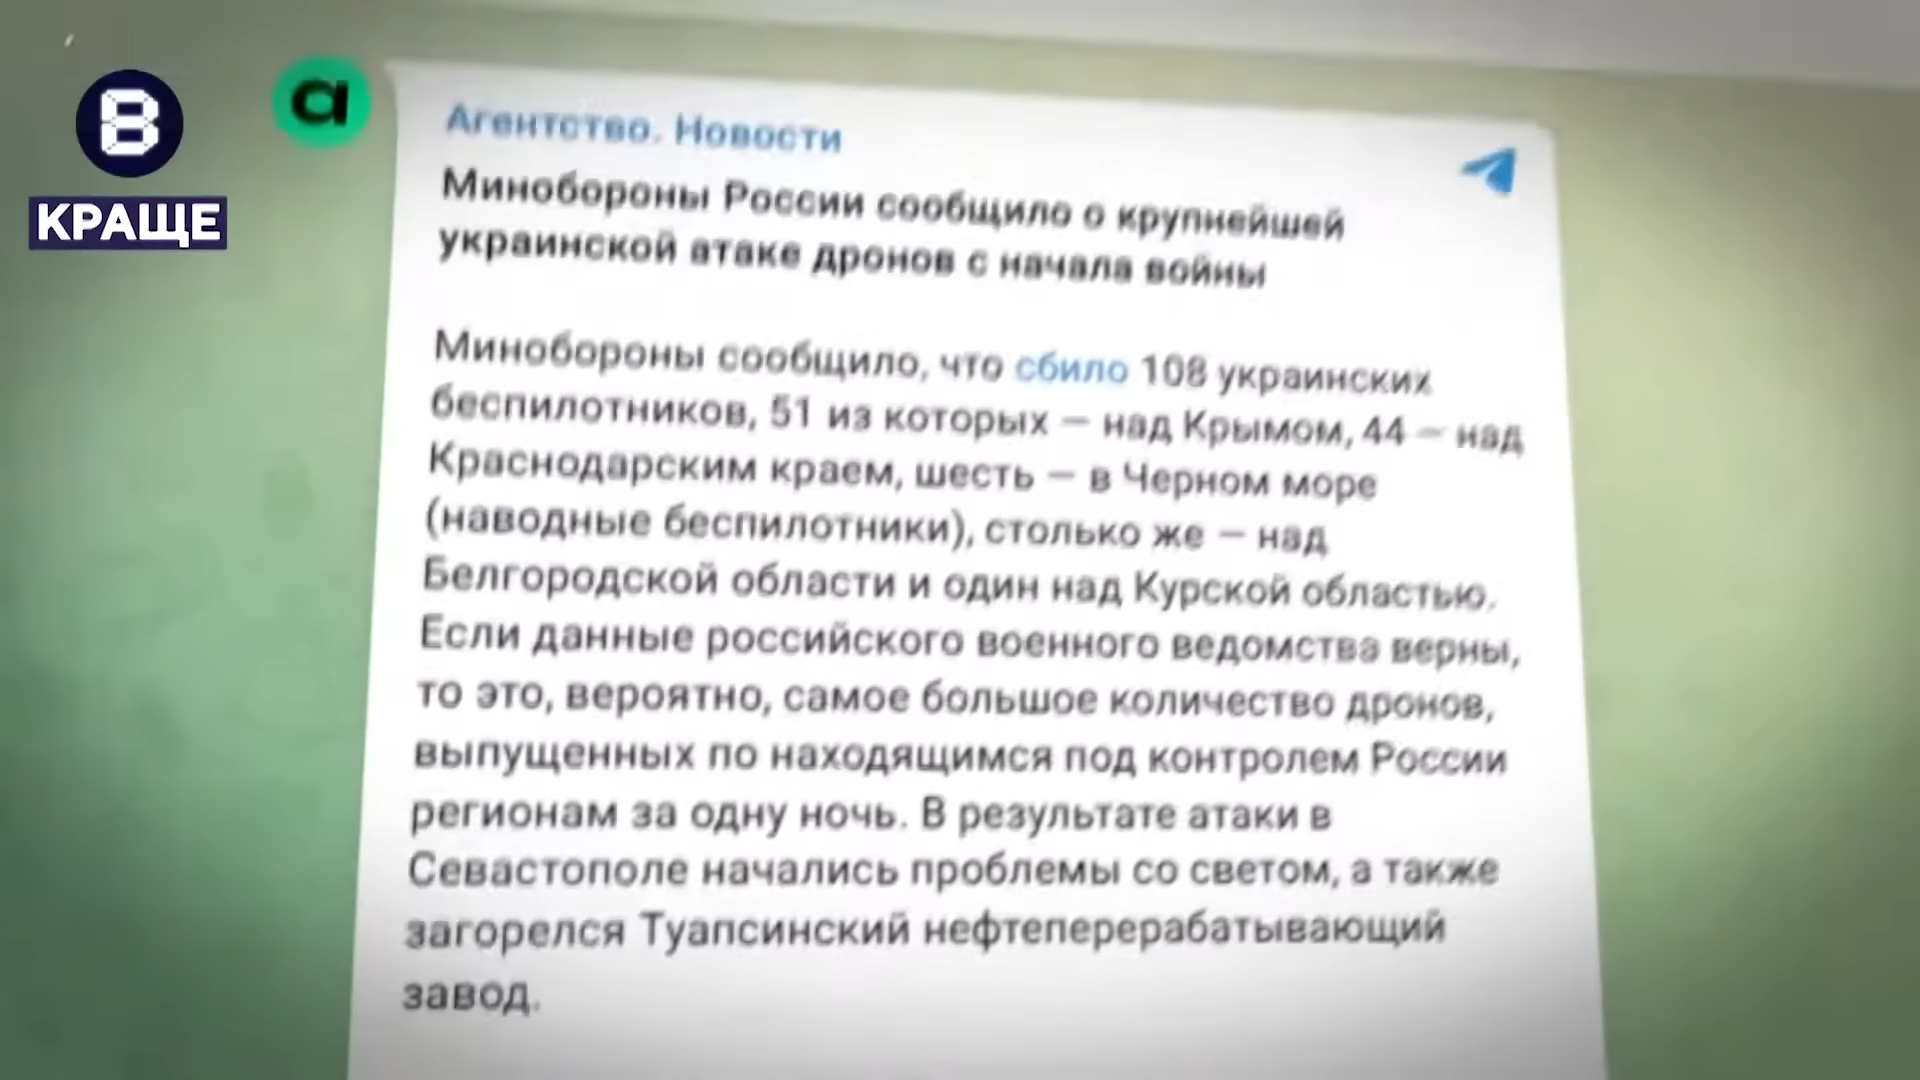 В
КРАЩЕ
a
Агентство. Новости
Минобороны России сообщило о крупнейшей
украинской атаке дронов с начала войны
Минобороны сообщило, что сбило 108 украинских
беспилотников, 51 из которых — над Крымом, 44 — над
Краснодарским краем, шесть — в Черном море
(наводные беспилотники), столько же — над
Белгородской области и один над Курской областью.
Если данные российского военного ведомства верны,
то это, вероятно, самое большое количество дронов,
выпущенных по находящимся под контролем России
регионам за одну ночь. В результате атаки в
Севастополе начались проблемы со светом, а также
загорелся Туапсинский нефтеперерабатывающий
завод.